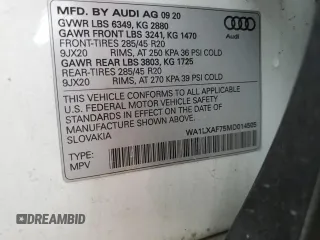 MFD. BY AUDI AG 09 20
GVWR LBS 6349, KG 2880
GAWR FRONT LBS 3241, KG 1470
FRONT-TIRES 285/45 R20
9JX20 RIMS, AT 250 KPA 36 PSI COLD
GAWR REAR LBS 3803, KG 1725
REAR-TIRES 285/45 R20
9JX20 RIMS, AT 270 KPA 39 PSI COLD
Audi
THIS VEHICLE CONFORMS TO ALL APPLICABLE
U.S. FEDERAL MOTOR VEHICLE
SAFETY STANDARDS IN EFFECT ON THE DATE OF
MANUFACTURE SHOWN ABOVE.
SLOVAKIA
TYPE:
MPV
DREAMBID